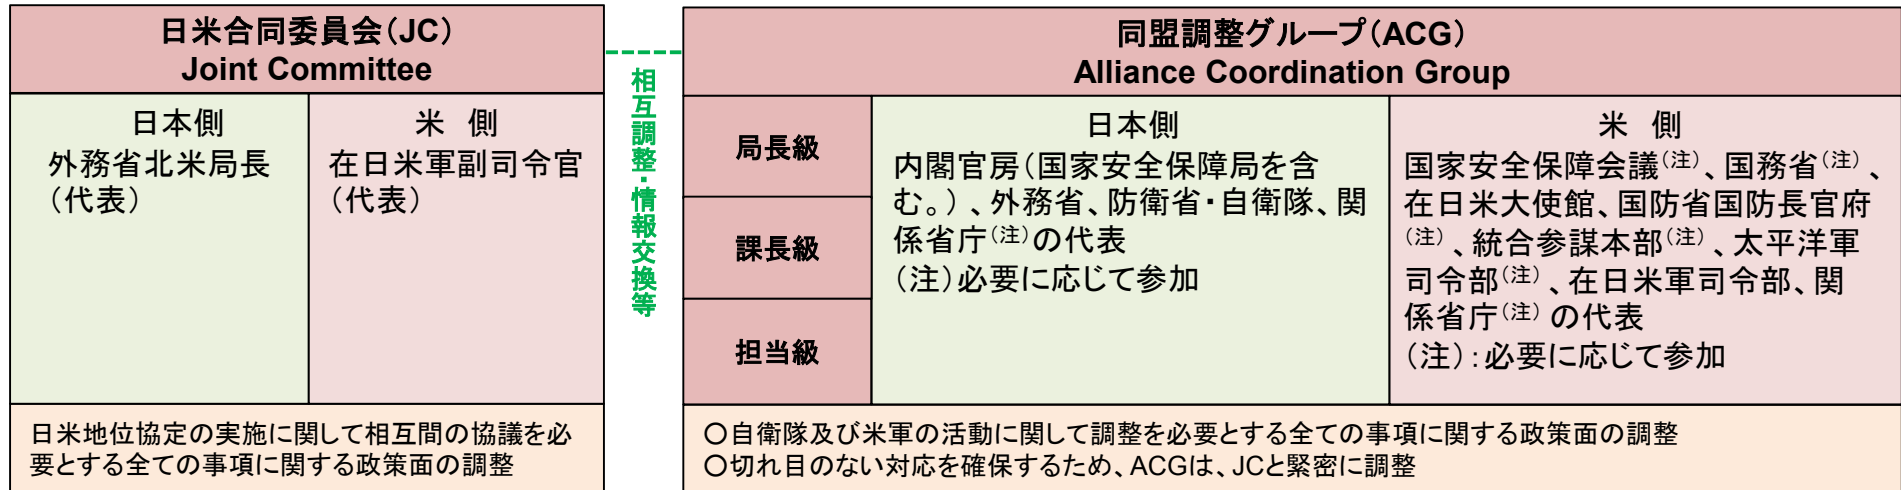 日米合同委員会(JC)
Joint Committee
日本側
外務省北米局長
(代表)
米 側
在日米軍副司令官
(代表)
日米地位協定の実施に関して相互間の協議を必
要とする全ての事項に関する政策面の調整
相互調整・情報交換等
同盟調整グループ(ACG)
Alliance Coordination Group
局長級
課長級
担当級
日本側
内閣官房(国家安全保障局を含
む。)、外務省、防衛省・自衛隊、関
係省庁(注)の代表
(注)必要に応じて参加
米 側
国家安全保障会議(注)、国務省(注)、
在日米大使館、国防省国防長官府
(注)、統合参謀本部(注)、太平洋軍
司令部(注)、在日米軍司令部、関
係省庁(注)の代表
(注):必要に応じて参加
〇自衛隊及び米軍の活動に関して調整を必要とする全ての事項に関する政策面の調整
〇切れ目のない対応を確保するため、ACGは、JCと緊密に調整